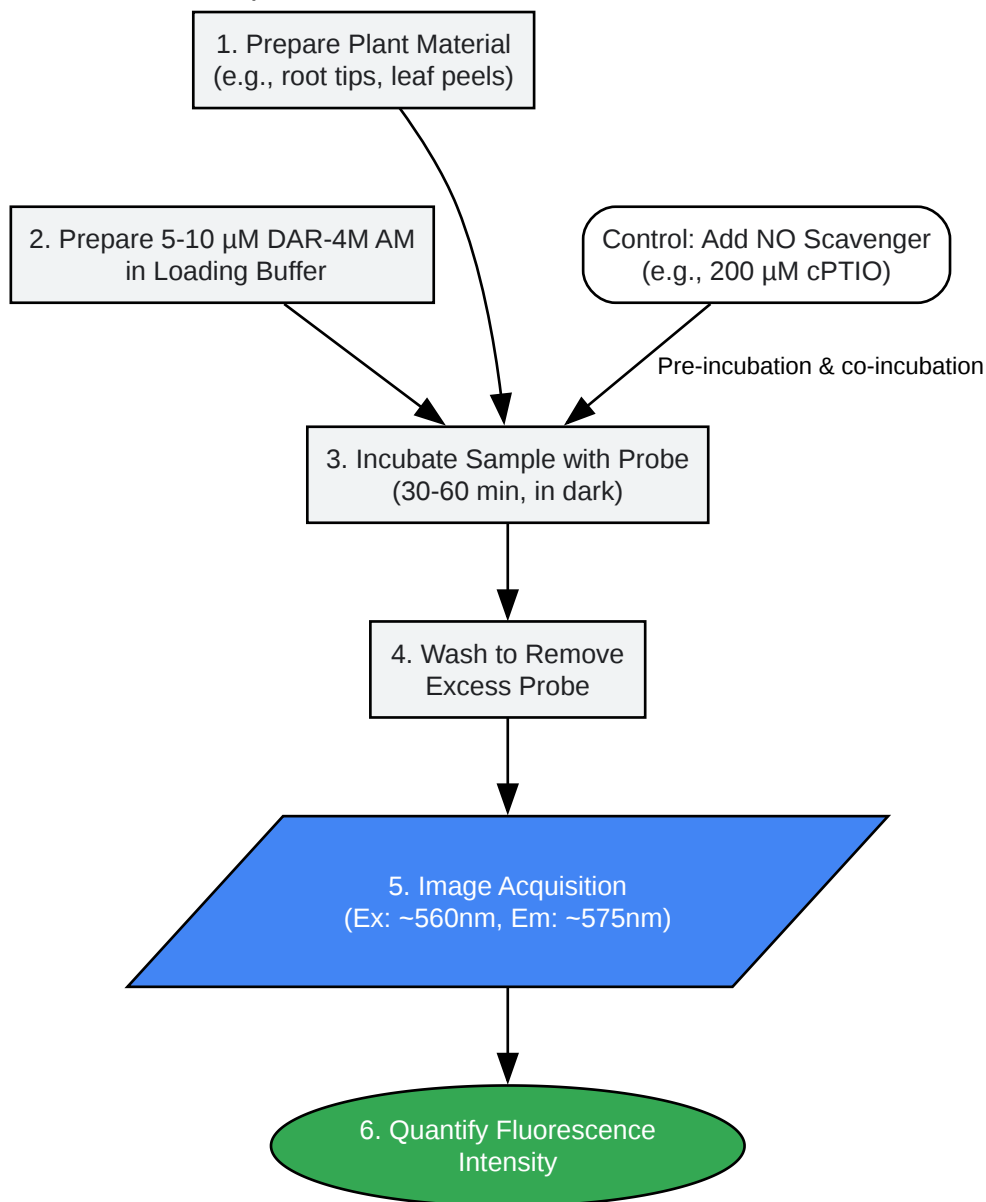 1. Prepare Plant Material
(e.g., root tips, leaf peels)
2. Prepare 5-10 µM DAR-4M AM
in Loading Buffer
Control: Add NO Scavenger
(e.g., 200 µM cPTIO)
Pre-incubation & co-incubation
3. Incubate Sample with Probe
(30-60 min, in dark)
4. Wash to Remove
Excess Probe
5. Image Acquisition
(Ex: ~560nm, Em: ~575nm)
6. Quantify Fluorescence
Intensity